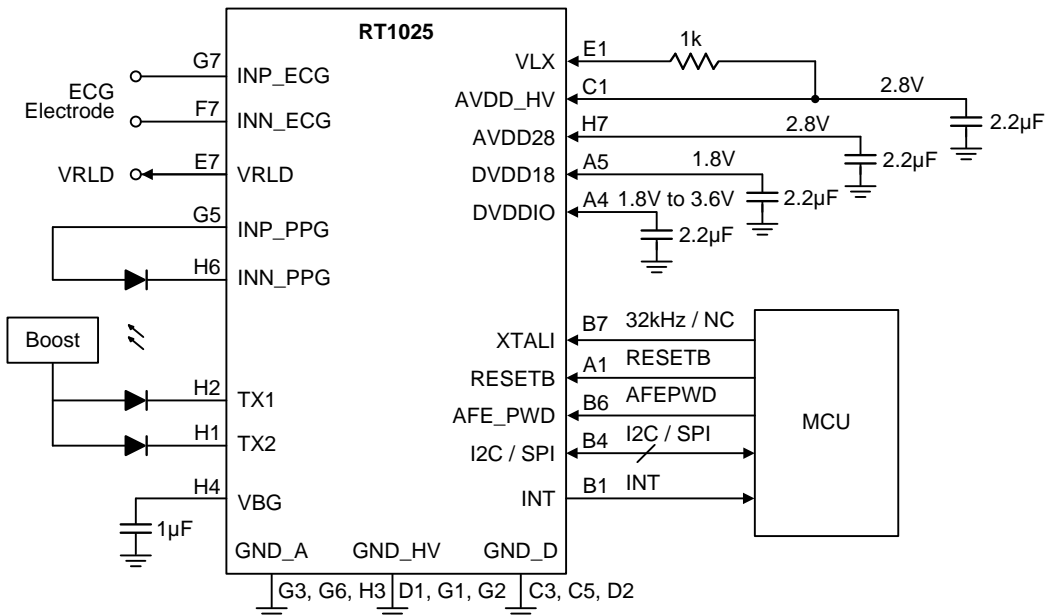 RT1025
ECG
Electrode
G7
INP_ECG
F7
INN_ECG
VRLD
E7
VRLD
G5
INP_PPG
H6
INN_PPG
Boost
H2
TX1
H1
TX2
H4
VBG
1µF
GND_A
GND_HV
GND_D
G3, G6, H3
D1, G1, G2
C3, C5, D2
VLX
E1
1k
AVDD_HV
C1
2.8V
2.2µF
AVDD28
H7
2.8V
2.2µF
DVDD18
A5
1.8V
2.2µF
DVDDIO
A4
1.8V to 3.6V
2.2µF
XTALI
B7
32kHz / NC
RESETB
A1
RESETB
AFE_PWD
B6
AFEPWD
I2C / SPI
B4
I2C / SPI
INT
B1
INT
MCU